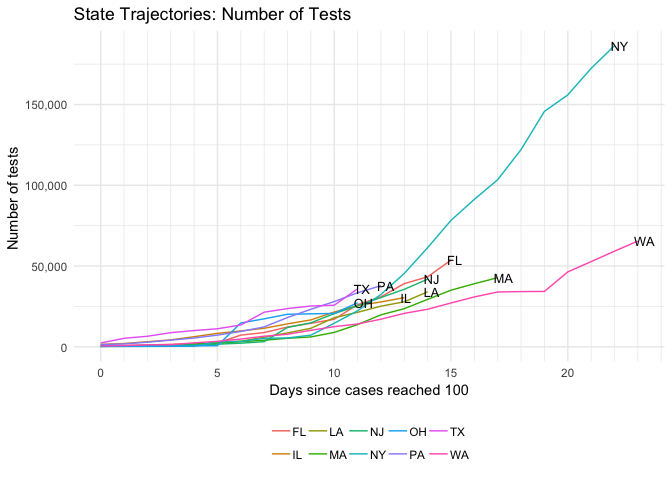 State Trajectories: Number of Tests
NY
150,000
100,000
Number of tests
WA
FL
50,000
MA
NJ
PA
TX
LA
IL
OH
0
0 5 10 15 20
Days since cases reached 100
FL LA NJ OH TX
IL MA NY PA WA